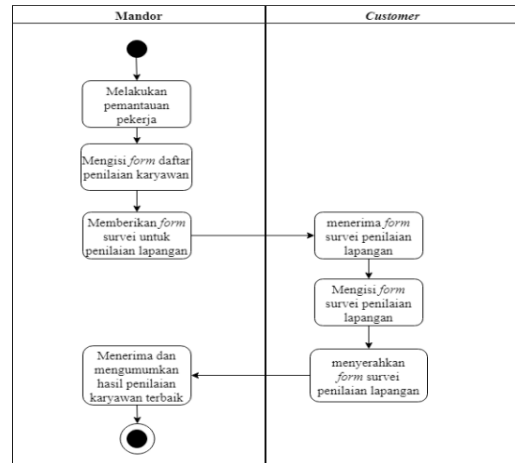 Mandor
Customer
Melakukan
pemantauan
pekerja
Mengisi form daftar
penilaian karyawan
Memberikan form
survei untuk
penilaian lapangan
menerima form
survei penilaian
lapangan
Mengisi form
survei penilaian
lapangan
menyerahkan
form survei
penilaian lapangan
Menerima dan
mengumumkan
hasil penilaian
karyawan terbaik